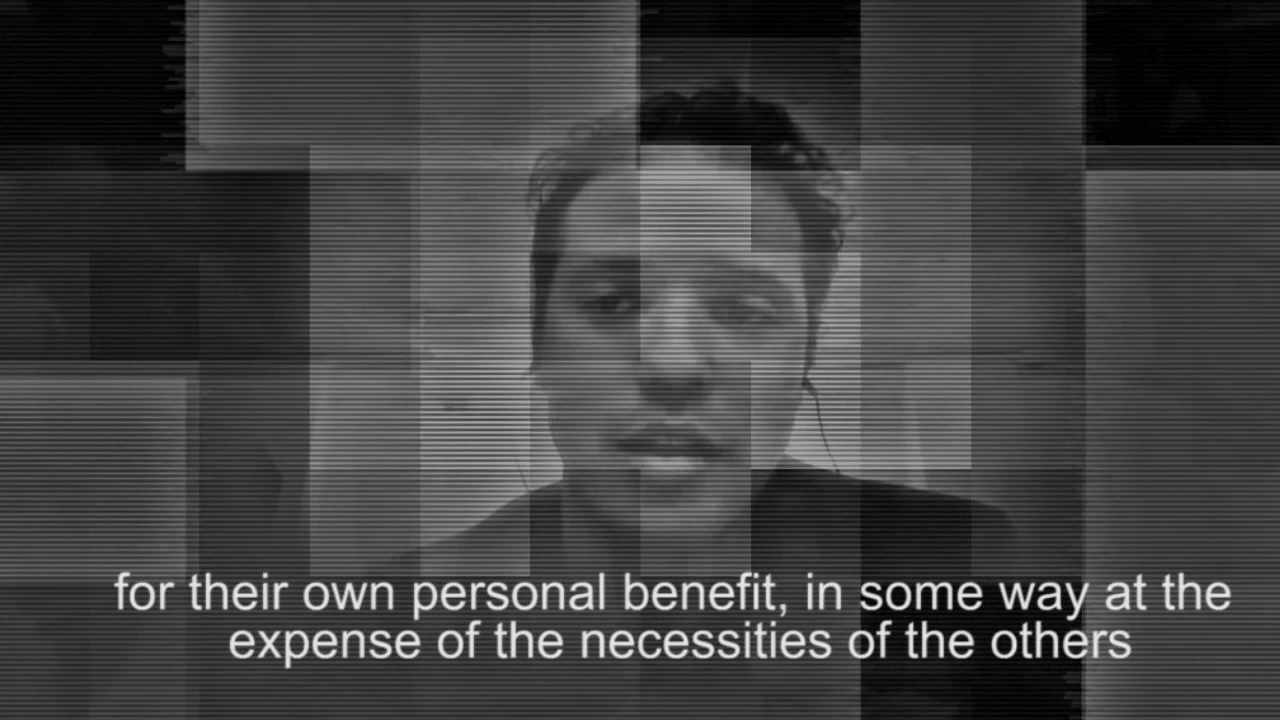 for their own personal benefit, in some way at the
expense of the necessities of the others